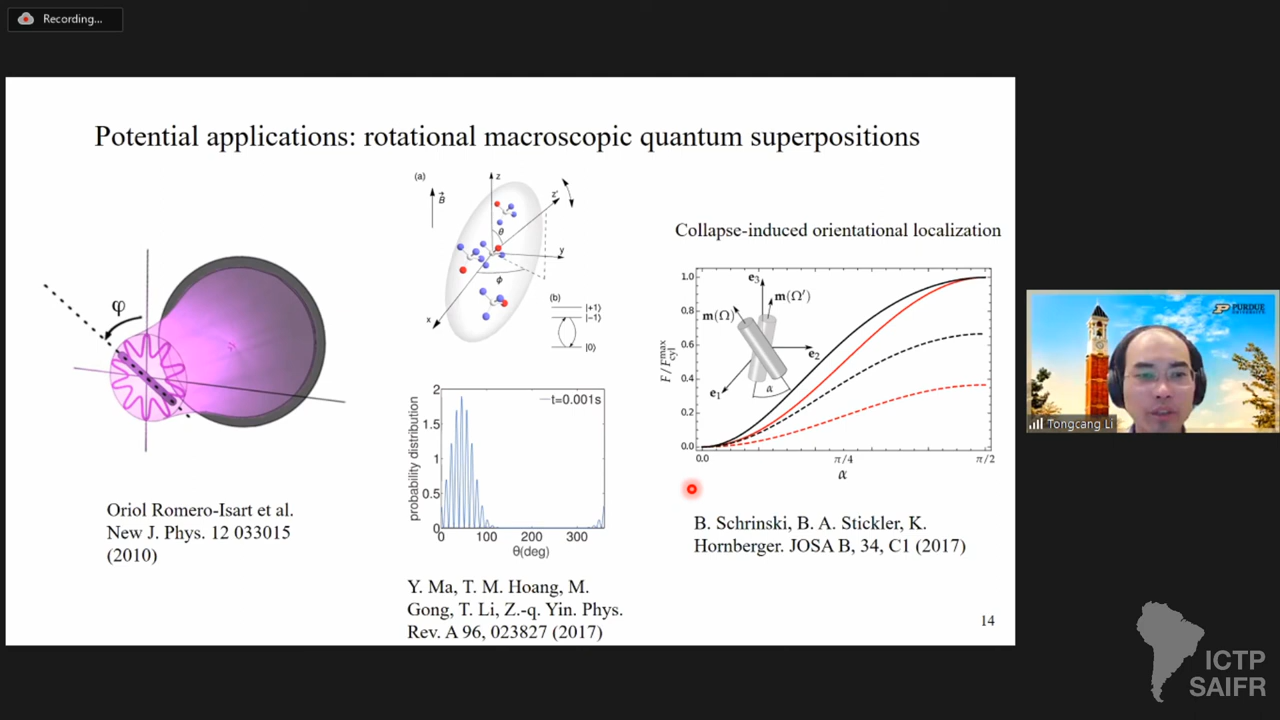 Recording...
Potential applications: rotational macroscopic quantum superpositions
φ
Oriol Romero-Isart et al.
New J. Phys. 12 033015
(2010)
(a)
B
z
z'
θ
y
ϕ
x
(b)
|+1⟩
|−1⟩
|0⟩
probability distribution
2
1.5
1
0.5
0
t=0.001s
0 100 200 300
θ(deg)
Y. Ma, T. M. Hoang, M.
Gong, T. Li, Z.-q. Yin. Phys.
Rev. A 96, 023827 (2017)
Collapse-induced orientational localization
F / F cyl max
1.0
0.8
0.6
0.4
0.2
0.0
e3
m(Ω′)
m(Ω)
e2
e1
α
0.0 π/4 π/2
α
B. Schrinski, B. A. Stickler, K.
Hornberger. JOSA B, 34, C1 (2017)
14
PURDUE
UNIVERSITY
Tongcang Li
ICTP
SAIFR